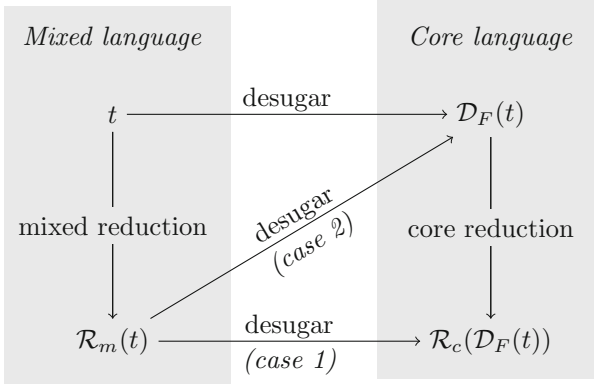 Mixed language
Core language
desugar
t
𝒟_F(t)
mixed reduction
desugar
(case 2)
core reduction
desugar
ℛ_m(t)
ℛ_c(𝒟_F(t))
(case 1)